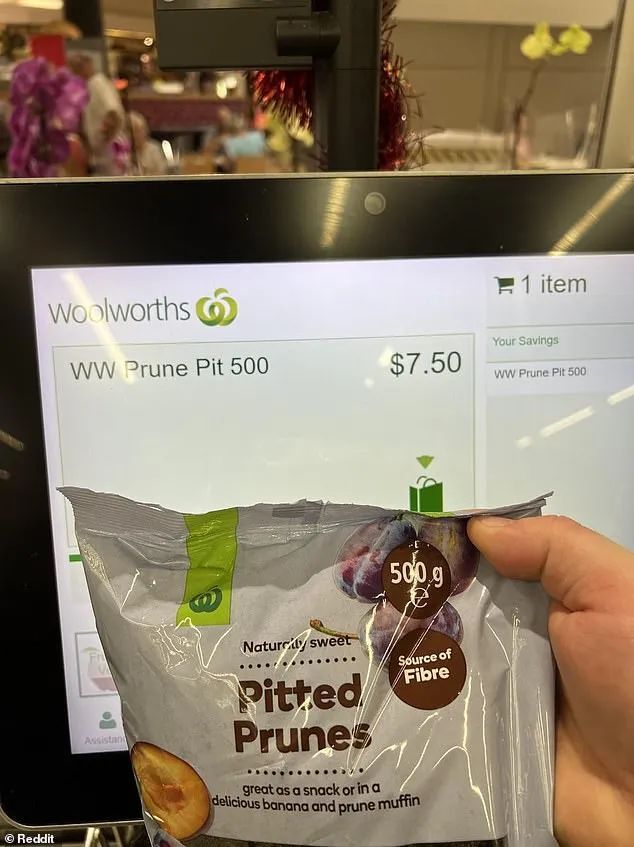 Woolworths
1 item
Your Savings
WW Prune Pit 500
$7.50
WW Prune Pit 500
500 g
e
Naturally sweet
Source of
Fibre
Pitted
Prunes
great as a snack or in a
delicious banana and prune muffin
© Reddit